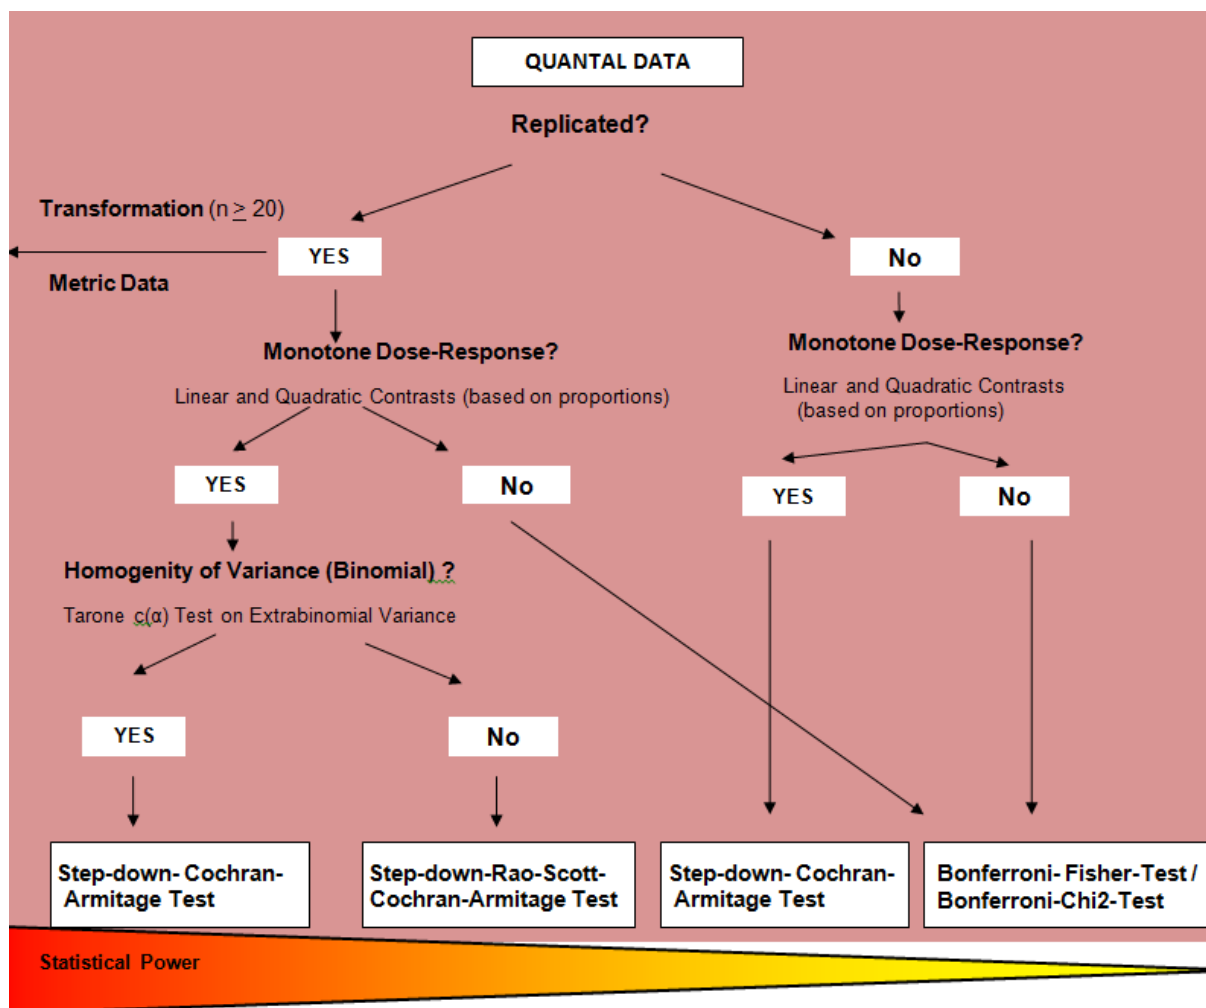 QUANTAL DATA
Replicated?
Transformation (n ≥ 20)
YES
No
Metric Data
Monotone Dose-Response?
Linear and Quadratic Contrasts (based on proportions)
Monotone Dose-Response?
Linear and Quadratic Contrasts
(based on proportions)
YES
No
YES
No
Homogenity of Variance (Binomial) ?
Tarone c(α) Test on Extrabinomial Variance
YES
No
Step-down- Cochran-
Armitage Test
Step-down-Rao-Scott-
Cochran-Armitage Test
Step-down- Cochran-
Armitage Test
Bonferroni- Fisher-Test /
Bonferroni-Chi2-Test
Statistical Power